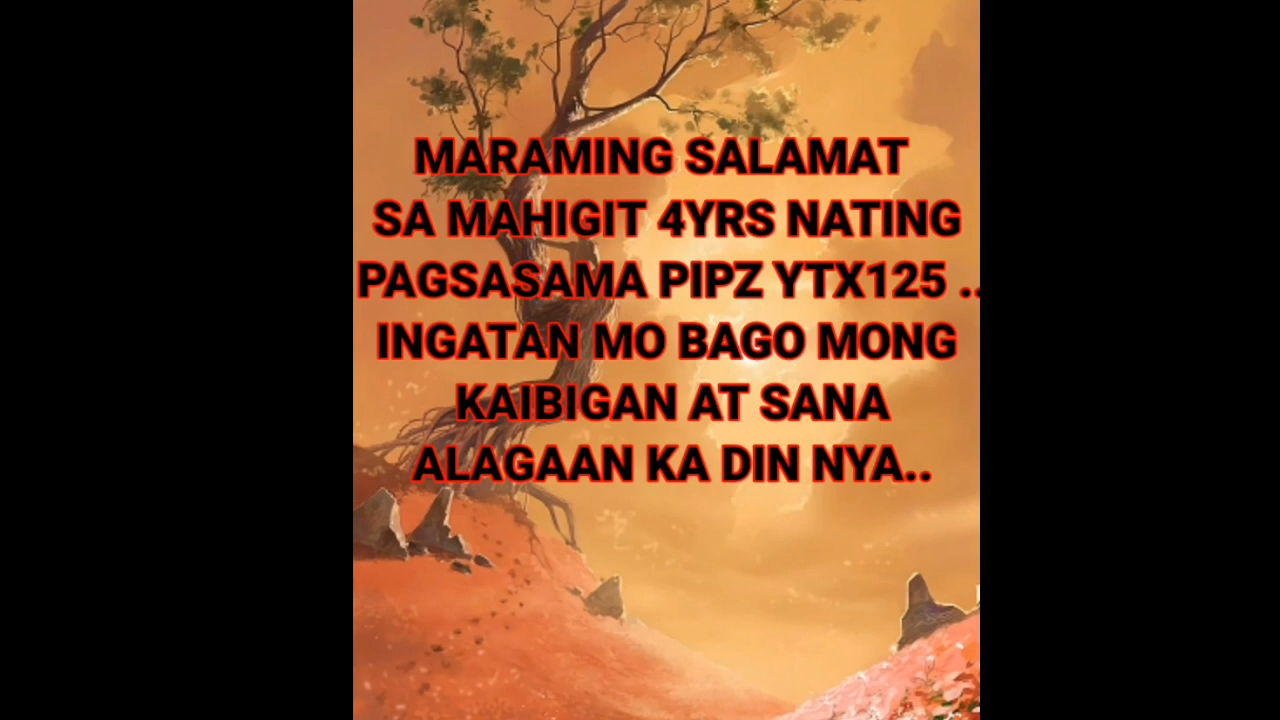 MARAMING SALAMAT
SA MAHIGIT 4YRS NATING
PAGSASAMA PIPZ YTX125 ..
INGATAN MO BAGO MONG
KAIBIGAN AT SANA
ALAGAAN KA DIN NYA..